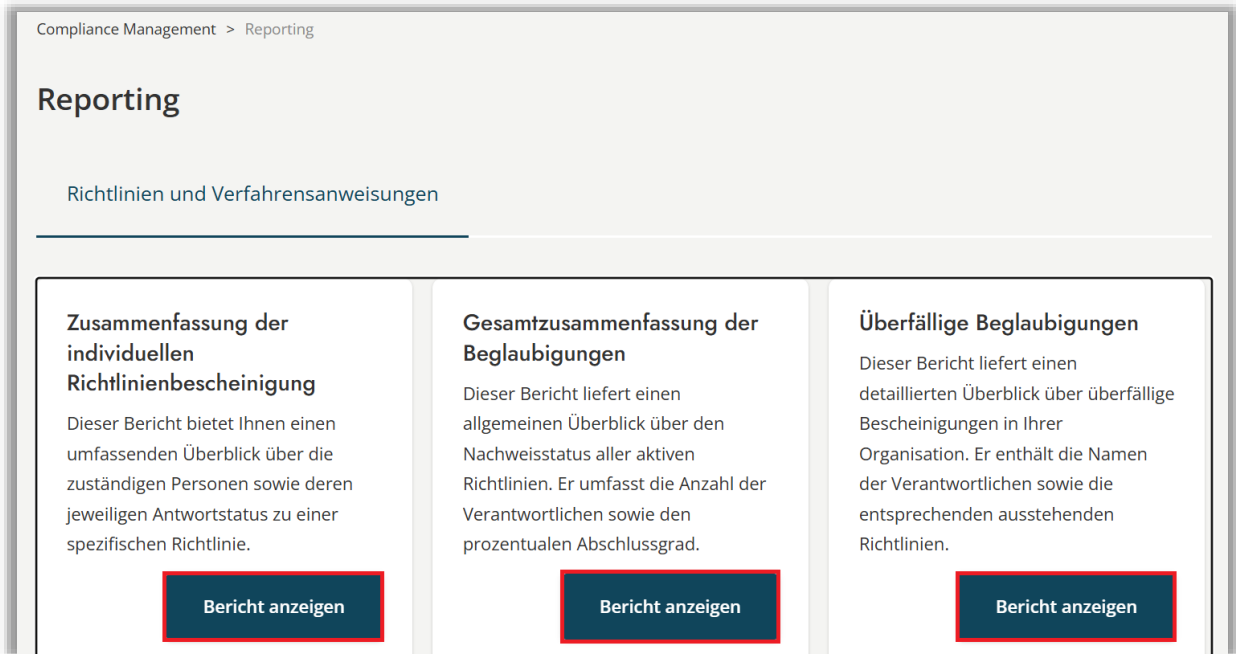 Compliance Management > Reporting
Reporting
Richtlinien und Verfahrensanweisungen
Zusammenfassung der
individuellen
Richtlinienbescheinigung
Dieser Bericht bietet Ihnen einen
umfassenden Überblick über die
zuständigen Personen sowie deren
jeweiligen Antwortstatus zu einer
spezifischen Richtlinie.
Bericht anzeigen
Gesamtzusammenfassung der
Beglaubigungen
Dieser Bericht liefert einen
allgemeinen Überblick über den
Nachweisstatus aller aktiven
Richtlinien. Er umfasst die Anzahl der
Verantwortlichen sowie den
prozentualen Abschlussgrad.
Bericht anzeigen
Überfällige Beglaubigungen
Dieser Bericht liefert einen
detaillierten Überblick über überfällige
Bescheinigungen in Ihrer
Organisation. Er enthält die Namen
der Verantwortlichen sowie die
entsprechenden ausstehenden
Richtlinien.
Bericht anzeigen